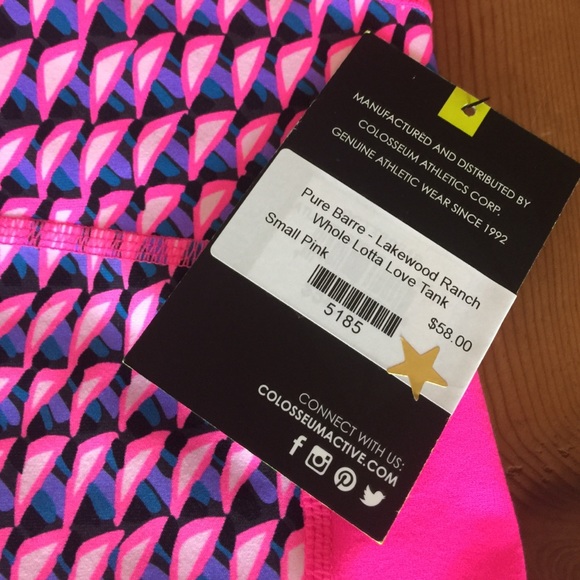 MANUFACTURED AND DISTRIBUTED BY
COLOSSEUM ATHLETICS CORP.
GENUINE ATHLETIC WEAR SINCE 1992
Pure Barre - Lakewood Ranch
Whole Lotta Love Tank
Small Pink
$58.00
5185
CONNECT WITH US:
COLOSSEUMACTIVE.COM